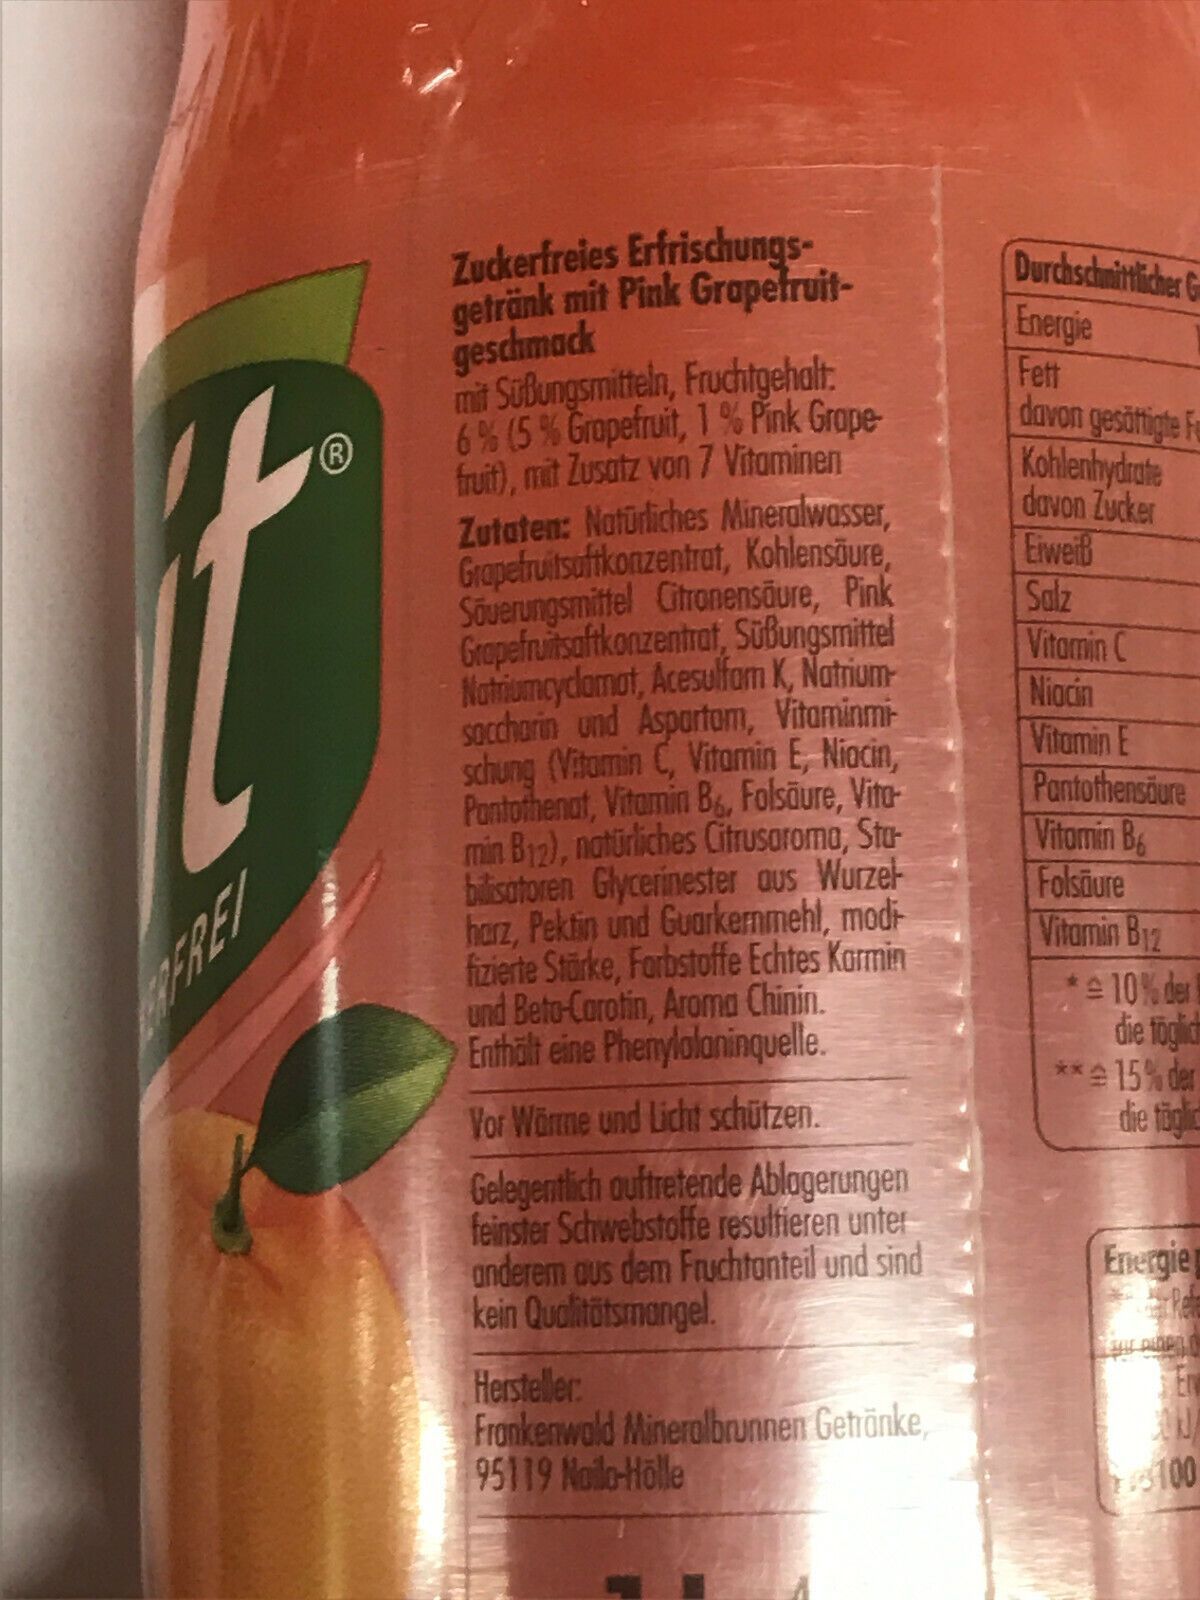 it®
ERFREI
Zuckerfreies Erfrischungs-
getränk mit Pink Grapefruit-
geschmack
mit Süßungsmitteln, Fruchtgehalt:
6 % (5 % Grapefruit, 1 % Pink Grape-
fruit), mit Zusatz von 7 Vitaminen
Zutaten: Natürliches Mineralwasser,
Grapefruitsaftkonzentrat, Kohlensäure,
Säuerungsmittel Citronensäure, Pink
Grapefruitsaftkonzentrat, Süßungsmittel
Natriumcyclamat, Acesulfam K, Natrium-
saccharin und Aspartam, Vitaminmi-
schung (Vitamin C, Vitamin E, Niacin,
Pantothenat, Vitamin B6, Folsäure, Vita-
min B12), natürliches Citrusaroma, Sta-
bilisatoren Glycerinester aus Wurzel-
harz, Pektin und Guarkernmehl, modi-
fizierte Stärke, Farbstoffe Echtes Karmin
und Beta-Carotin, Aroma Chinin.
Enthält eine Phenylalaninquelle.
Vor Wärme und Licht schützen.
Gelegentlich auftretende Ablagerungen
feinster Schwebstoffe resultieren unter
anderem aus dem Fruchtanteil und sind
kein Qualitätsmangel.
Hersteller:
Frankenwald Mineralbrunnen Getränke,
95119 Naila-Hölle
Durchschnittlicher G
Energie
Fett
davon gesättigte F
Kohlenhydrate
davon Zucker
Eiweiß
Salz
Vitamin C
Niacin
Vitamin E
Pantothensäure
Vitamin B6
Folsäure
Vitamin B12
* ≙ 10% der
die täglic
** ≙ 15% der
die täglic
Energie
für einen
kJ/
100